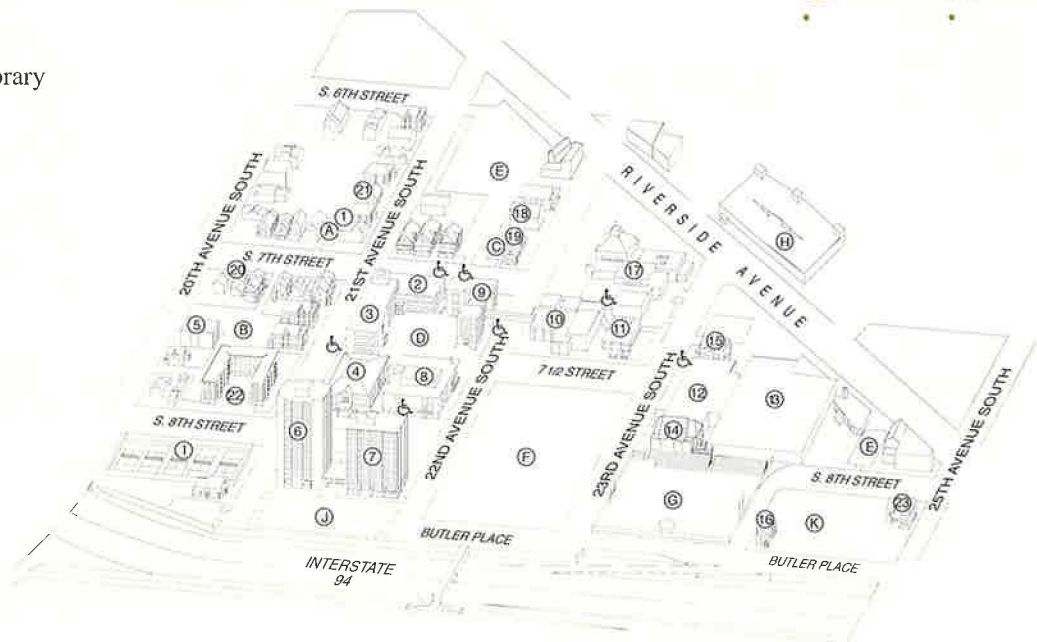 orary
S. 6TH STREET
E
RIVERSIDE AVENUE
20TH AVENUE SOUTH
21
18
1
A
21ST AVENUE SOUTH
19
C
H
S. 7TH STREET
20
2
9
17
3
10
11
5
B
D
15
4
8
7 1/2 STREET
22
12
13
S. 8TH STREET
6
7
22ND AVENUE SOUTH
23RD AVENUE SOUTH
14
E
25TH AVENUE SOUTH
I
F
S. 8TH STREET
G
23
J
16
K
BUTLER PLACE
BUTLER PLACE
INTERSTATE
94